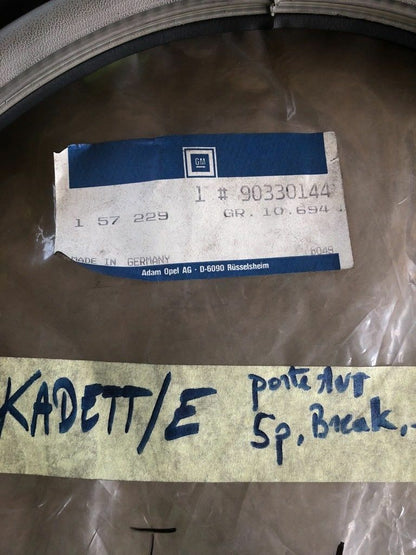 GM
1 # 90330144
1 57 229
GR. 10.694
MADE IN GERMANY
6048
Adam Opel AG · D-6090 Rüsselsheim
KADETT/E
porte AVT
5p, Break,